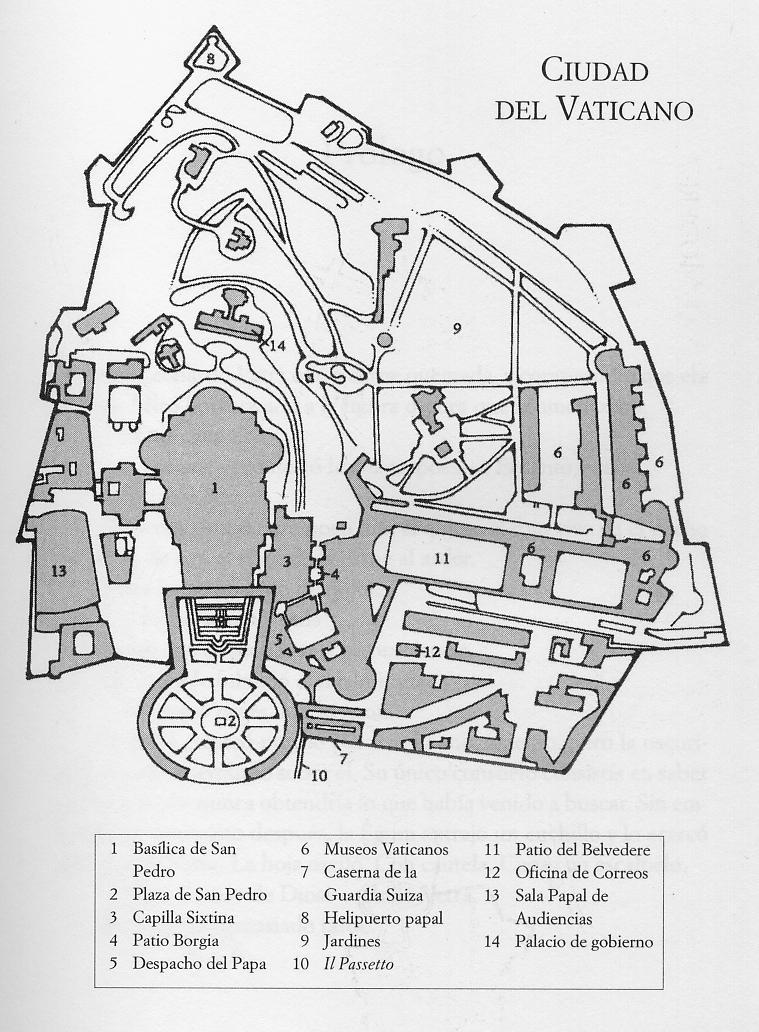 CIUDAD
DEL VATICANO
8
14
9
6
6
6
1
13
3
4
11
6
6
5
12
2
7
10
1 Basílica de San
Pedro
2 Plaza de San Pedro
3 Capilla Sixtina
4 Patio Borgia
5 Despacho del Papa
6 Museos Vaticanos
7 Caserna de la
Guardia Suiza
8 Helipuerto papal
9 Jardines
10 Il Passetto
11 Patio del Belvedere
12 Oficina de Correos
13 Sala Papal de
Audiencias
14 Palacio de gobierno